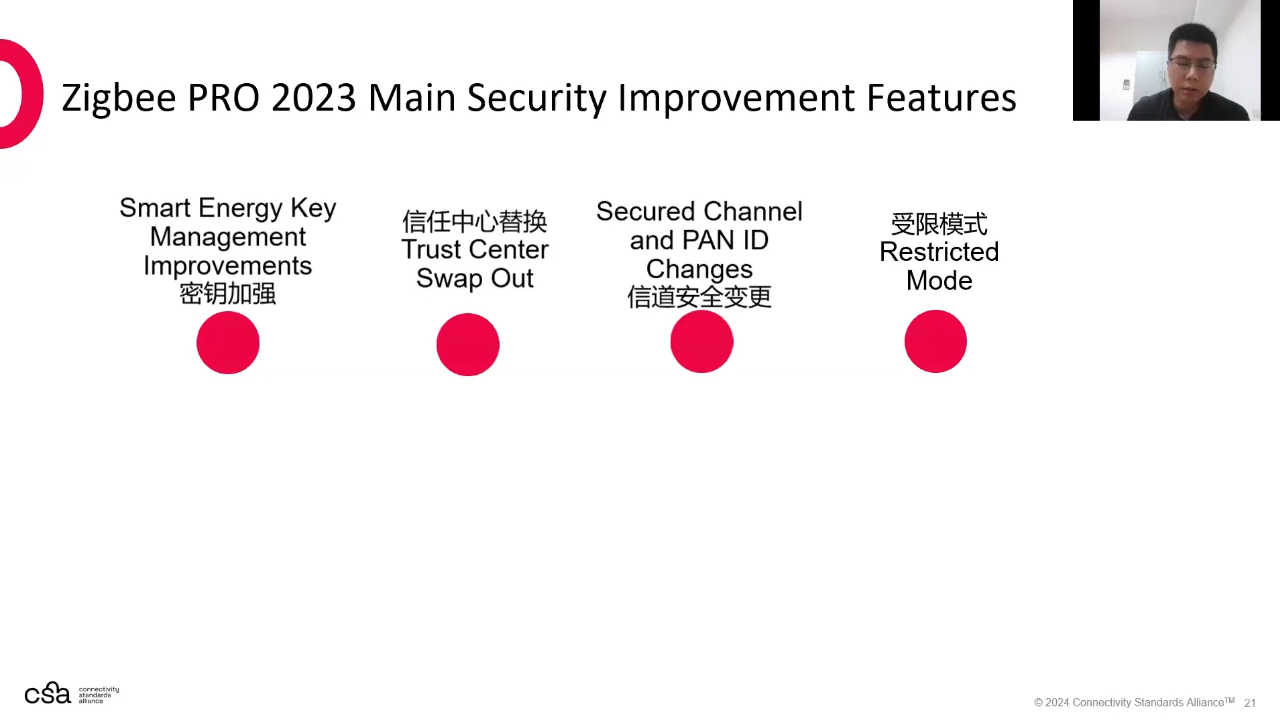 Zigbee PRO 2023 Main Security Improvement Features
Smart Energy Key
Management
Improvements
密钥加强
信任中心替换
Trust Center
Swap Out
Secured Channel
and PAN ID
Changes
信道安全变更
受限模式
Restricted
Mode
csa
connectivity
standards
alliance
© 2024 Connectivity Standards Alliance™ 21